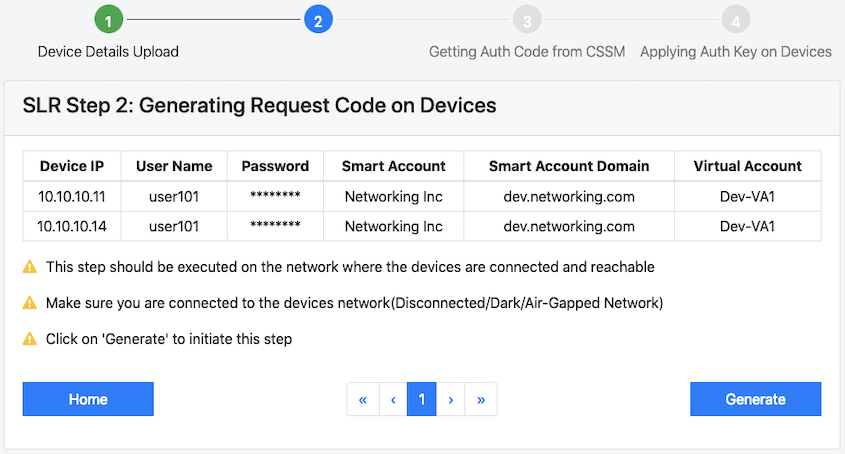 1 2 3 4
Device Details Upload Getting Auth Code from CSSM Applying Auth Key on Devices
SLR Step 2: Generating Request Code on Devices
Device IP User Name Password Smart Account Smart Account Domain Virtual Account
10.10.10.11 user101 ******** Networking Inc dev.networking.com Dev-VA1
10.10.10.14 user101 ******** Networking Inc dev.networking.com Dev-VA1
This step should be executed on the network where the devices are connected and reachable
Make sure you are connected to the devices network(Disconnected/Dark/Air-Gapped Network)
Click on 'Generate' to initiate this step
Home « ‹ 1 › » Generate